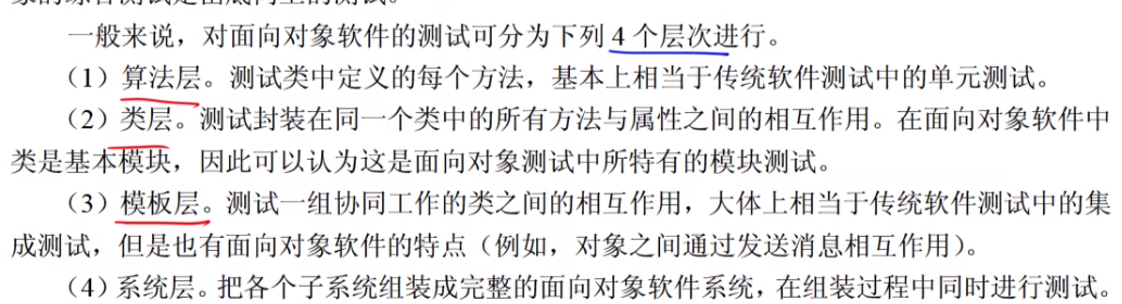 一般来说，对面向对象软件的测试可分为下列 4 个层次进行。
（1）算法层。测试类中定义的每个方法，基本上相当于传统软件测试中的单元测试。
（2）类层。测试封装在同一个类中的所有方法与属性之间的相互作用。在面向对象软件中
类是基本模块，因此可以认为这是面向对象测试中所特有的模块测试。
（3）模板层。测试一组协同工作的类之间的相互作用，大体上相当于传统软件测试中的集
成测试，但是也有面向对象软件的特点（例如，对象之间通过发送消息相互作用）。
（4）系统层。把各个子系统组装成完整的面向对象软件系统，在组装过程中同时进行测试。